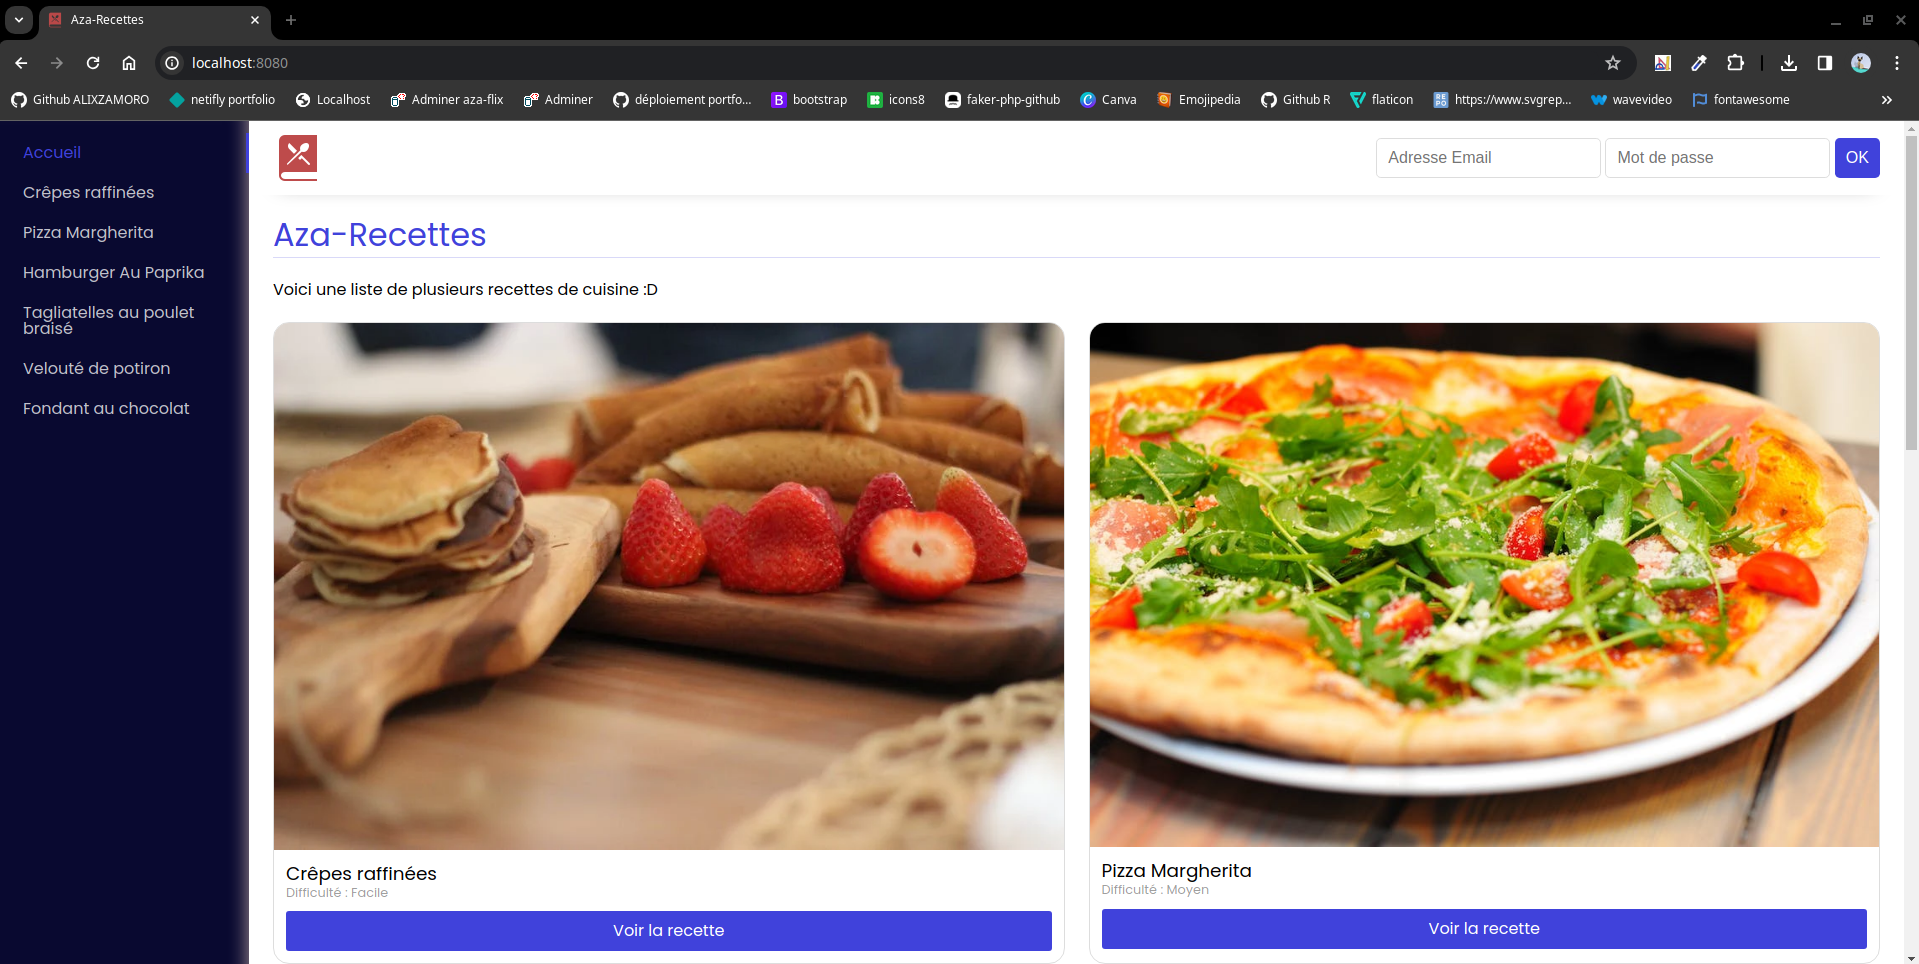 Aza-Recettes
localhost:8080
Github ALIXZAMORO
netifly portfolio
Localhost
Adminer aza-flix
Adminer
déploiement portfo...
bootstrap
icons8
faker-php-github
Canva
Emojipedia
Github R
flaticon
https://www.svgrep...
wavevideo
fontawesome
Accueil
Crêpes raffinées
Pizza Margherita
Hamburger Au Paprika
Tagliatelles au poulet
braisé
Velouté de potiron
Fondant au chocolat
Adresse Email
Mot de passe
OK
Aza-Recettes
Voici une liste de plusieurs recettes de cuisine :D
Crêpes raffinées
Difficulté : Facile
Voir la recette
Pizza Margherita
Difficulté : Moyen
Voir la recette